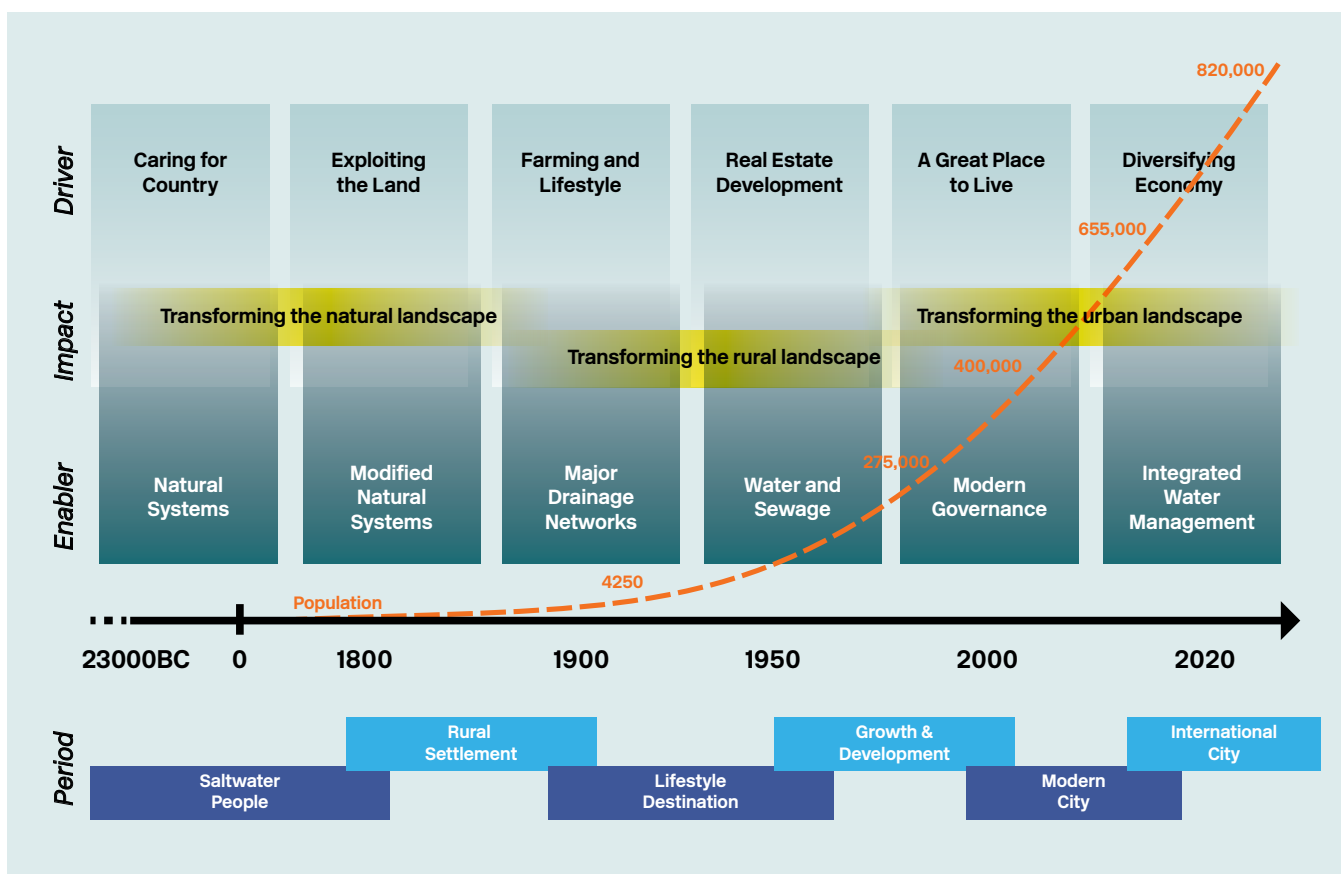 820,000
Driver
Caring for
Country
Exploiting
the Land
Farming and
Lifestyle
Real Estate
Development
A Great Place
to Live
Diversifying
Economy
655,000
Impact
Transforming the natural landscape
Transforming the rural landscape
Transforming the urban landscape
400,000
275,000
Enabler
Natural
Systems
Modified
Natural
Systems
Major
Drainage
Networks
Water and
Sewage
Modern
Governance
Integrated
Water
Management
4250
Population
23000BC
0
1800
1900
1950
2000
2020
Period
Saltwater
People
Rural
Settlement
Lifestyle
Destination
Growth &
Development
Modern
City
International
City